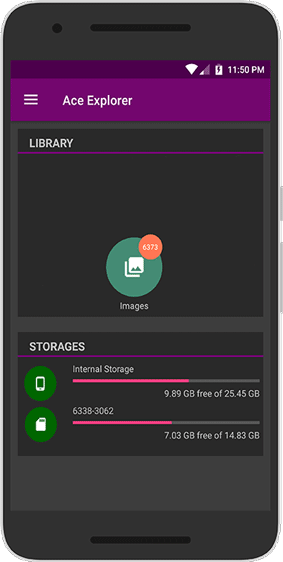 11:50 PM
Ace Explorer
LIBRARY
6373
Images
STORAGES
Internal Storage
9.89 GB free of 25.45 GB
6338-3062
7.03 GB free of 14.83 GB